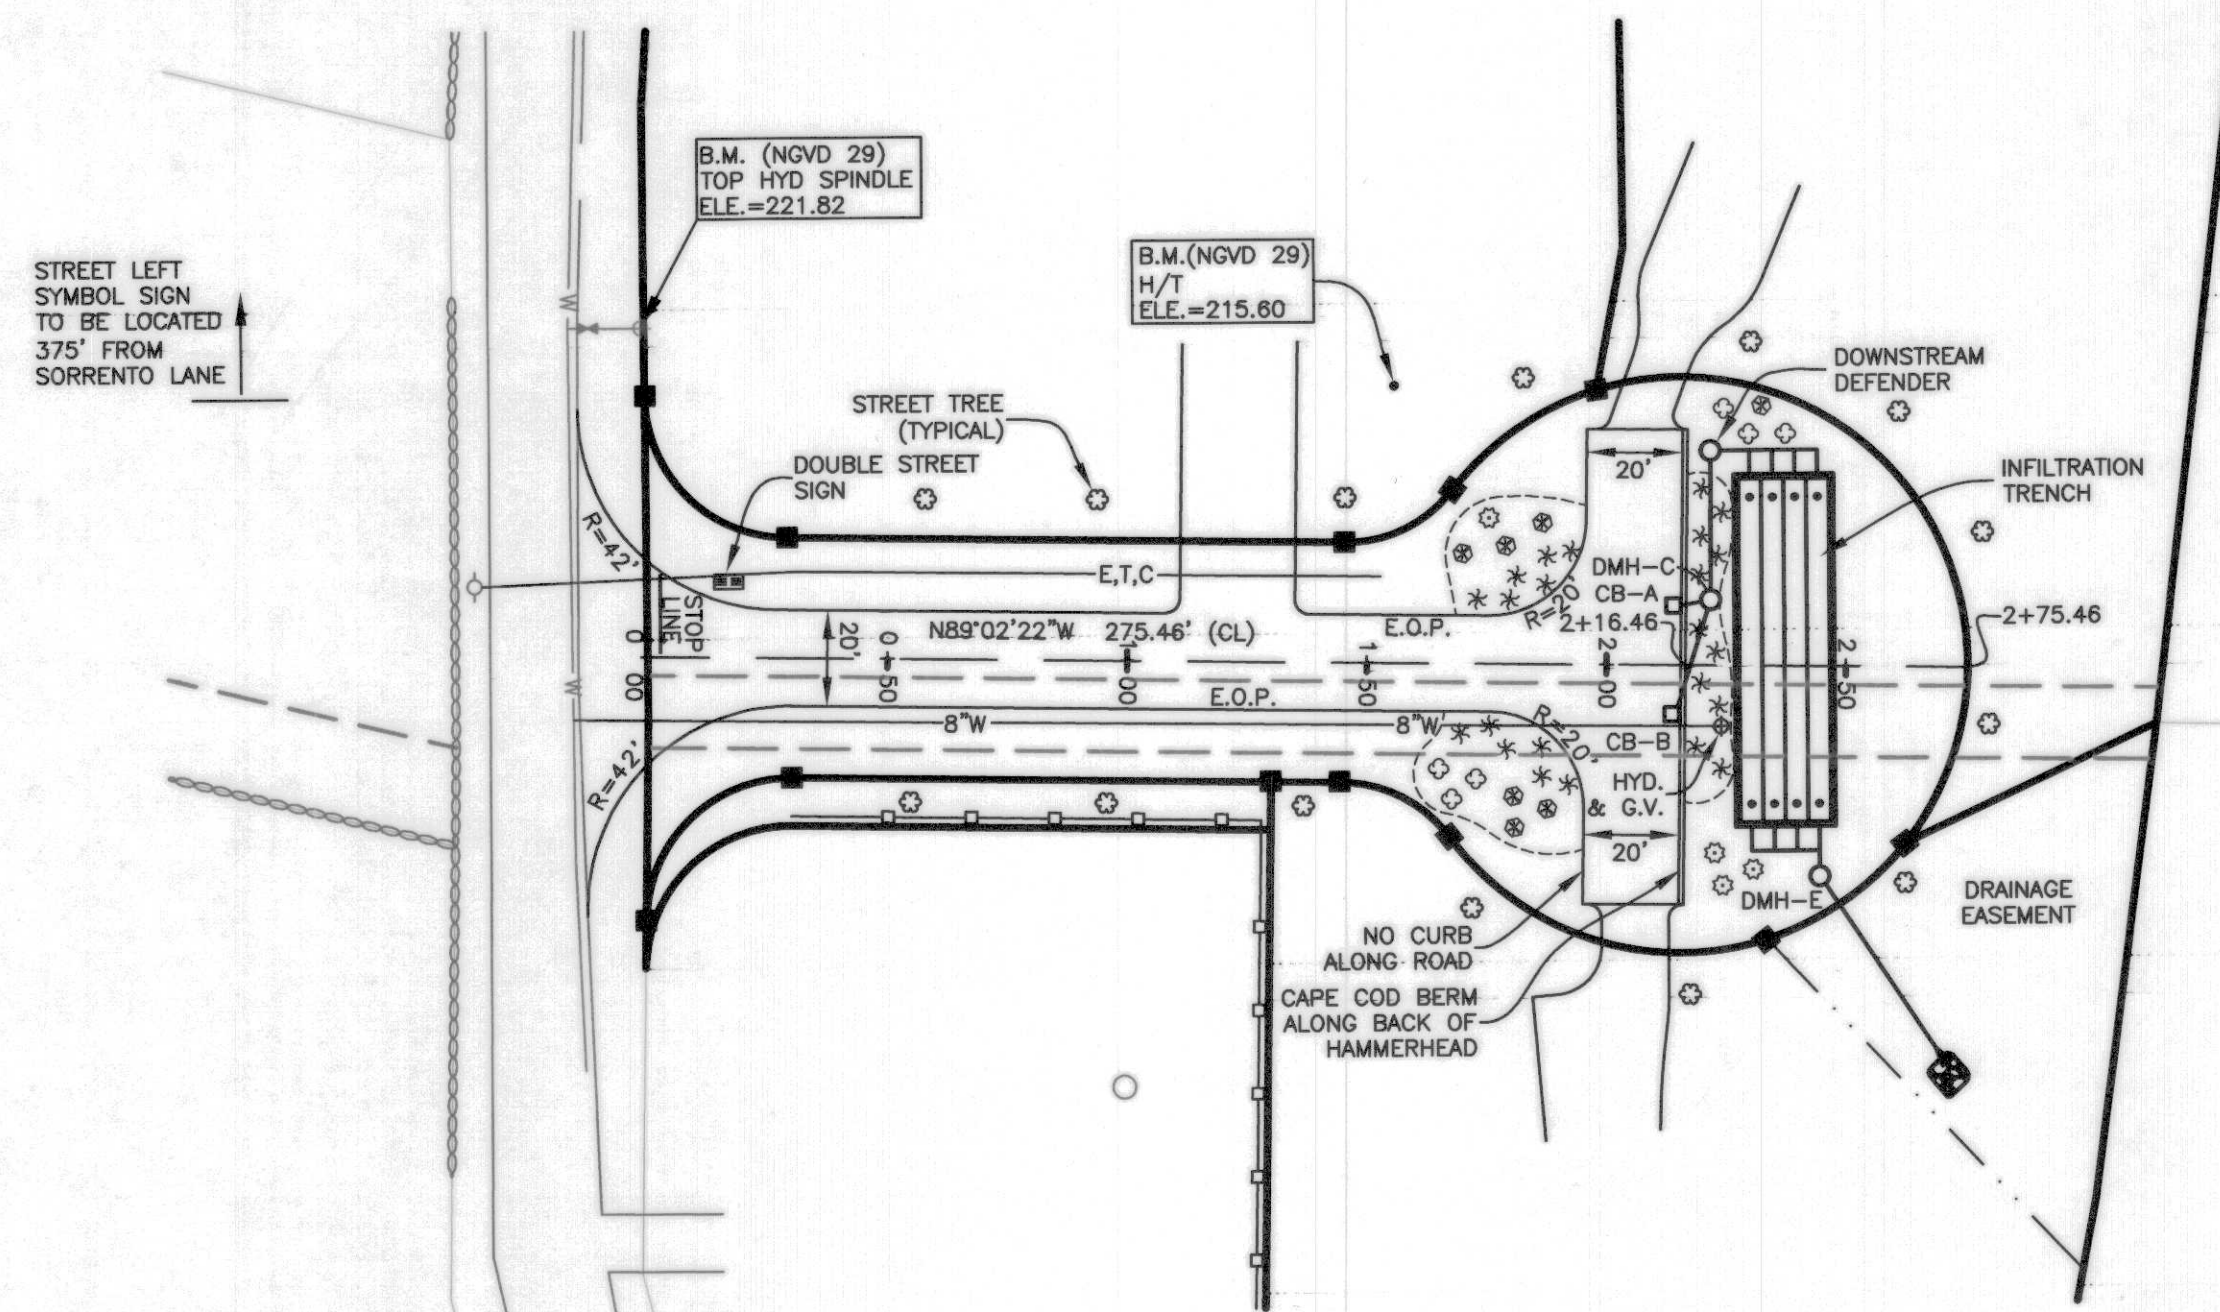 B.M. (NGVD 29)
TOP HYD SPINDLE
ELE.=221.82
B.M.(NGVD 29)
H/T
ELE.=215.60
STREET LEFT
SYMBOL SIGN
TO BE LOCATED
375' FROM
SORRENTO LANE
STREET TREE
(TYPICAL)
DOUBLE STREET
SIGN
DOWNSTREAM
DEFENDER
INFILTRATION
TRENCH
W
W
R=42'
R=42'
STOP
LINE
E,T,C
20'
N89°02'22"W 275.46' (CL)
E.O.P.
E.O.P.
0+00
0+50
1+00
1+50
2+00
2+50
8"W
8"W
R=20'
R=20'
20'
20'
DMH-C
CB-A
2+16.46
2+75.46
CB-B
HYD.
& G.V.
DMH-E
DRAINAGE
EASEMENT
NO CURB
ALONG ROAD
CAPE COD BERM
ALONG BACK OF
HAMMERHEAD